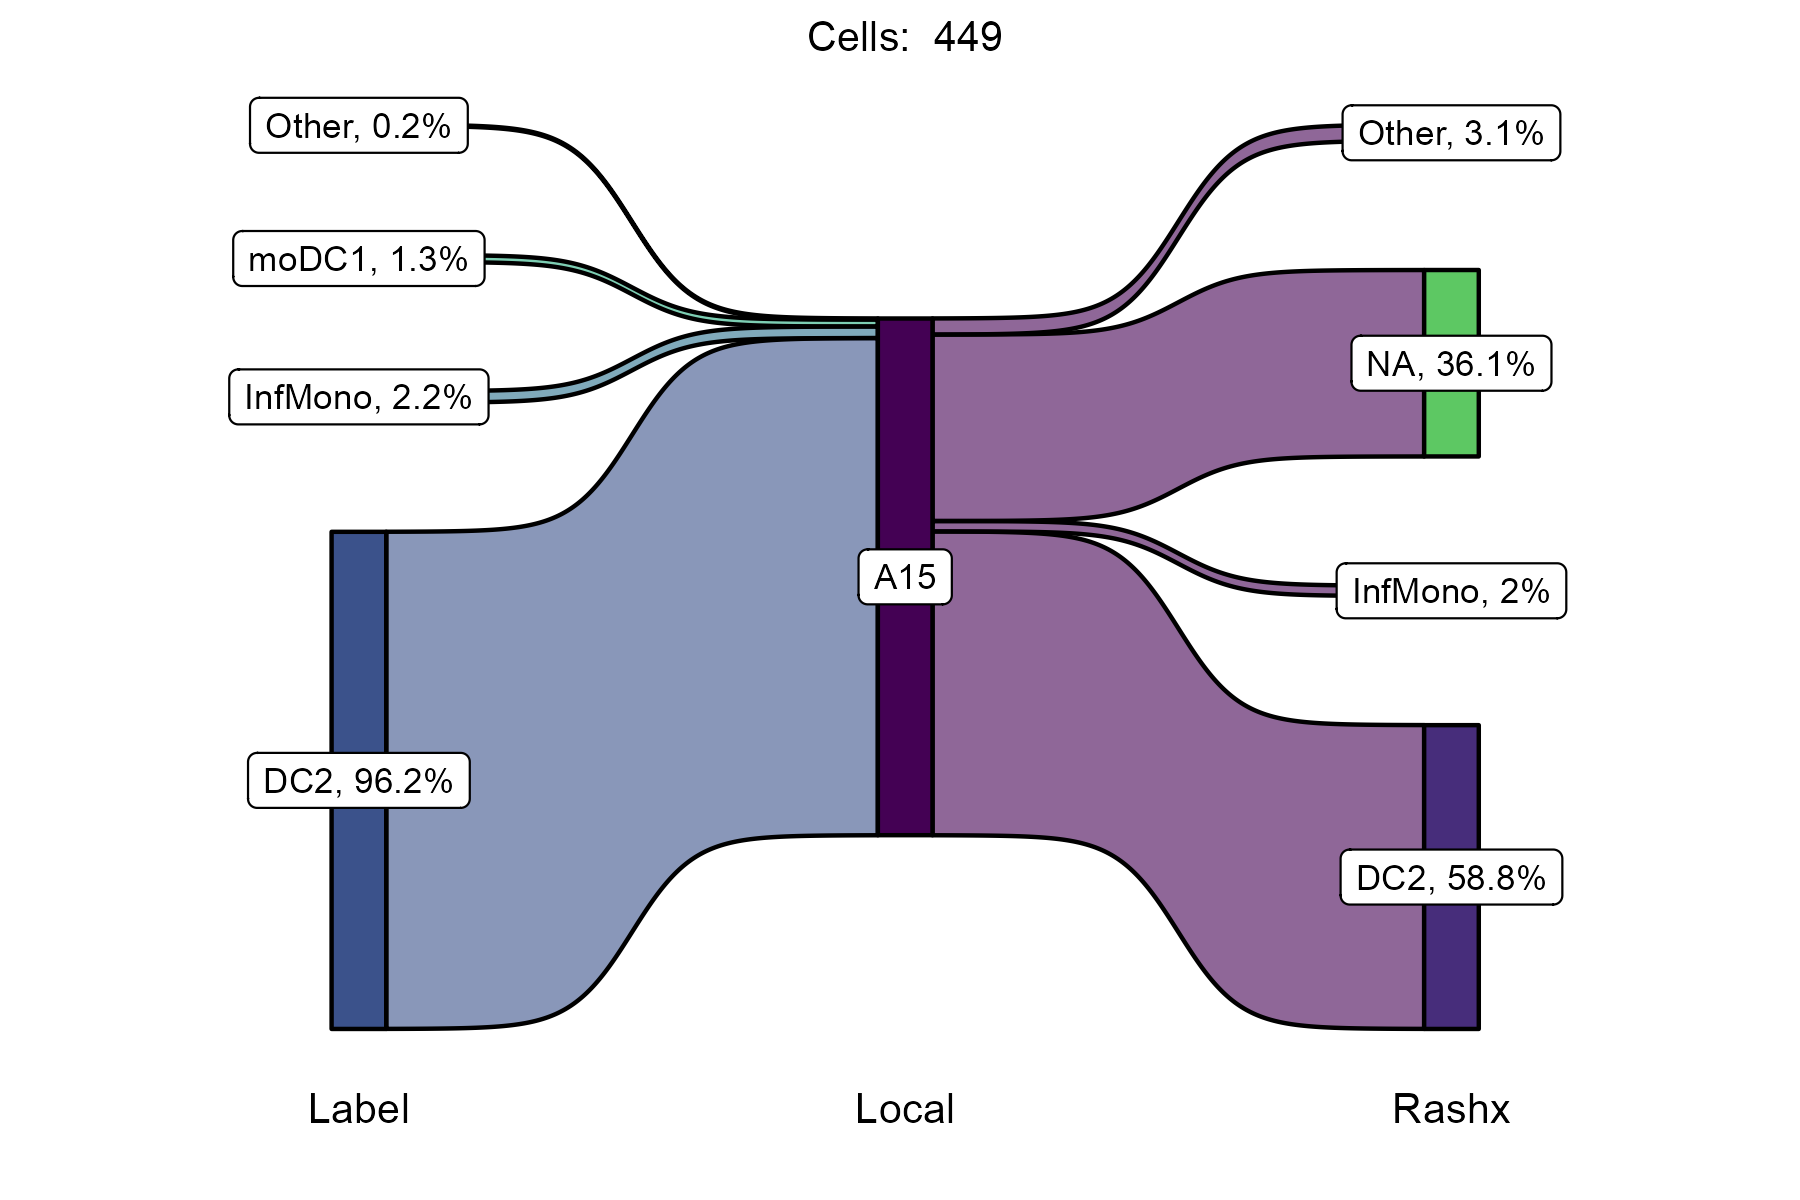 Cells:  449
Other, 0.2%
moDC1, 1.3%
InfMono, 2.2%
DC2, 96.2%
A15
Other, 3.1%
NA, 36.1%
InfMono, 2%
DC2, 58.8%
Label
Local
Rashx